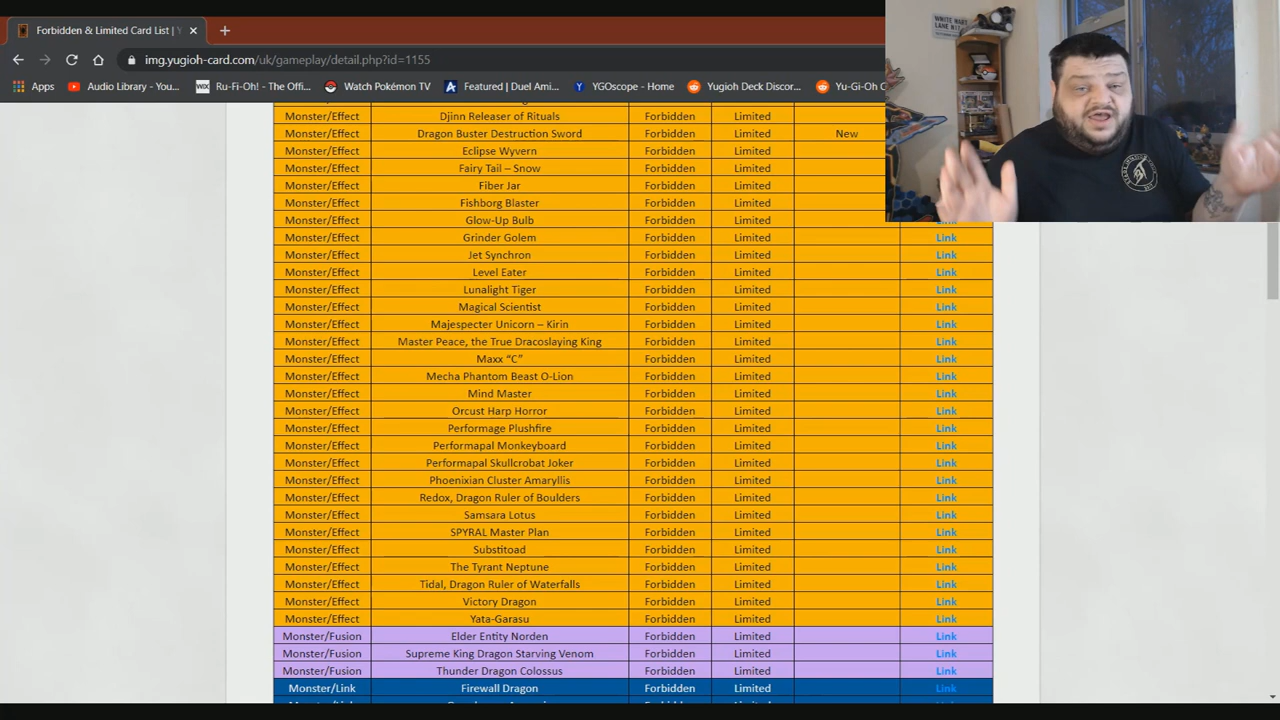 Forbidden & Limited Card List | Y
img.yugioh-card.com/uk/gameplay/detail.php?id=1155
Apps
Audio Library - You...
WIX
Ru-Fi-Oh! - The Offi...
Watch Pokémon TV
Featured | Duel Ami...
YGOscope - Home
Yugioh Deck Discor...
Yu-Gi-Oh
WHITE HART
Monster/Effect Djinn Releaser of Rituals Forbidden Limited
Monster/Effect Dragon Buster Destruction Sword Forbidden Limited New
Monster/Effect Eclipse Wyvern Forbidden Limited
Monster/Effect Fairy Tail – Snow Forbidden Limited
Monster/Effect Fiber Jar Forbidden Limited
Monster/Effect Fishborg Blaster Forbidden Limited
Monster/Effect Glow-Up Bulb Forbidden Limited Link
Monster/Effect Grinder Golem Forbidden Limited Link
Monster/Effect Jet Synchron Forbidden Limited Link
Monster/Effect Level Eater Forbidden Limited Link
Monster/Effect Lunalight Tiger Forbidden Limited Link
Monster/Effect Magical Scientist Forbidden Limited Link
Monster/Effect Majespecter Unicorn – Kirin Forbidden Limited Link
Monster/Effect Master Peace, the True Dracoslaying King Forbidden Limited Link
Monster/Effect Maxx “C” Forbidden Limited Link
Monster/Effect Mecha Phantom Beast O-Lion Forbidden Limited Link
Monster/Effect Mind Master Forbidden Limited Link
Monster/Effect Orcust Harp Horror Forbidden Limited Link
Monster/Effect Performage Plushfire Forbidden Limited Link
Monster/Effect Performapal Monkeyboard Forbidden Limited Link
Monster/Effect Performapal Skullcrobat Joker Forbidden Limited Link
Monster/Effect Phoenixian Cluster Amaryllis Forbidden Limited Link
Monster/Effect Redox, Dragon Ruler of Boulders Forbidden Limited Link
Monster/Effect Samsara Lotus Forbidden Limited Link
Monster/Effect SPYRAL Master Plan Forbidden Limited Link
Monster/Effect Substitoad Forbidden Limited Link
Monster/Effect The Tyrant Neptune Forbidden Limited Link
Monster/Effect Tidal, Dragon Ruler of Waterfalls Forbidden Limited Link
Monster/Effect Victory Dragon Forbidden Limited Link
Monster/Effect Yata-Garasu Forbidden Limited Link
Monster/Fusion Elder Entity Norden Forbidden Limited Link
Monster/Fusion Supreme King Dragon Starving Venom Forbidden Limited Link
Monster/Fusion Thunder Dragon Colossus Forbidden Limited Link
Monster/Link Firewall Dragon Forbidden Limited Link